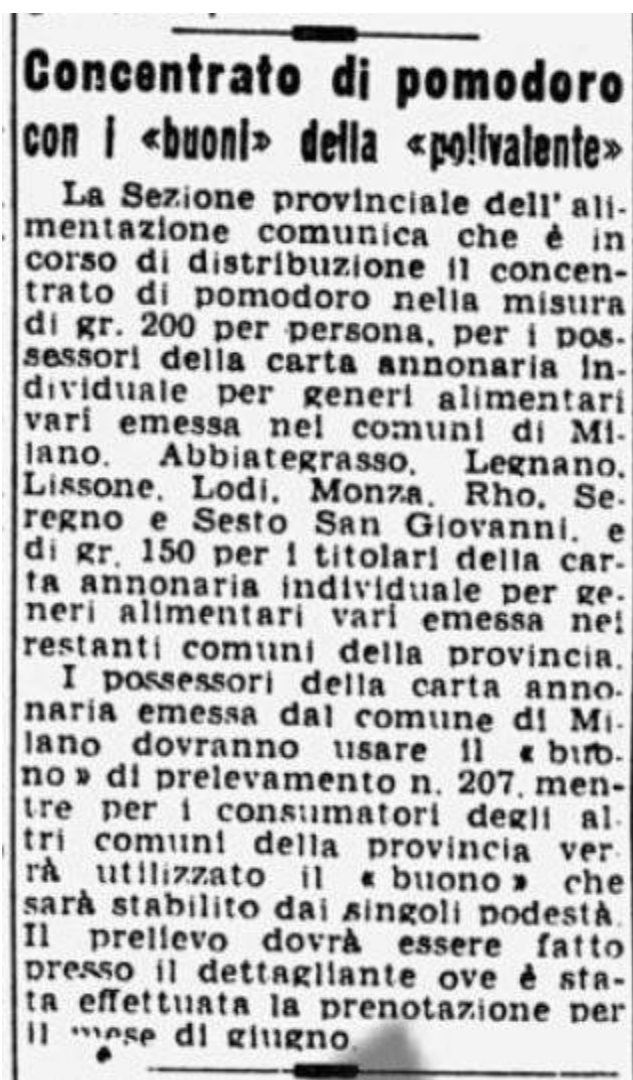 Concentrato di pomodoro
con i «buoni» della «polivalente»
La Sezione provinciale dell' ali-
mentazione comunica che è in
corso di distribuzione il concen-
trato di pomodoro nella misura
di gr. 200 per persona, per i pos-
sessori della carta annonaria in-
dividuale per generi alimentari
vari emessa nei comuni di Mi-
lano, Abbiategrasso, Legnano,
Lissone, Lodi, Monza, Rho, Se-
regno e Sesto San Giovanni, e
di gr. 150 per i titolari della car-
ta annonaria individuale per ge-
neri alimentari vari emessa nei
restanti comuni della provincia.
I possessori della carta anno-
naria emessa dal comune di Mi-
lano dovranno usare il « buo-
no » di prelevamento n. 207, men-
tre per i consumatori degli al-
tri comuni della provincia ver-
rà utilizzato il « buono » che
sarà stabilito dai singoli podestà.
Il prelievo dovrà essere fatto
presso il dettagliante ove è sta-
ta effettuata la prenotazione per
il mese di giugno.